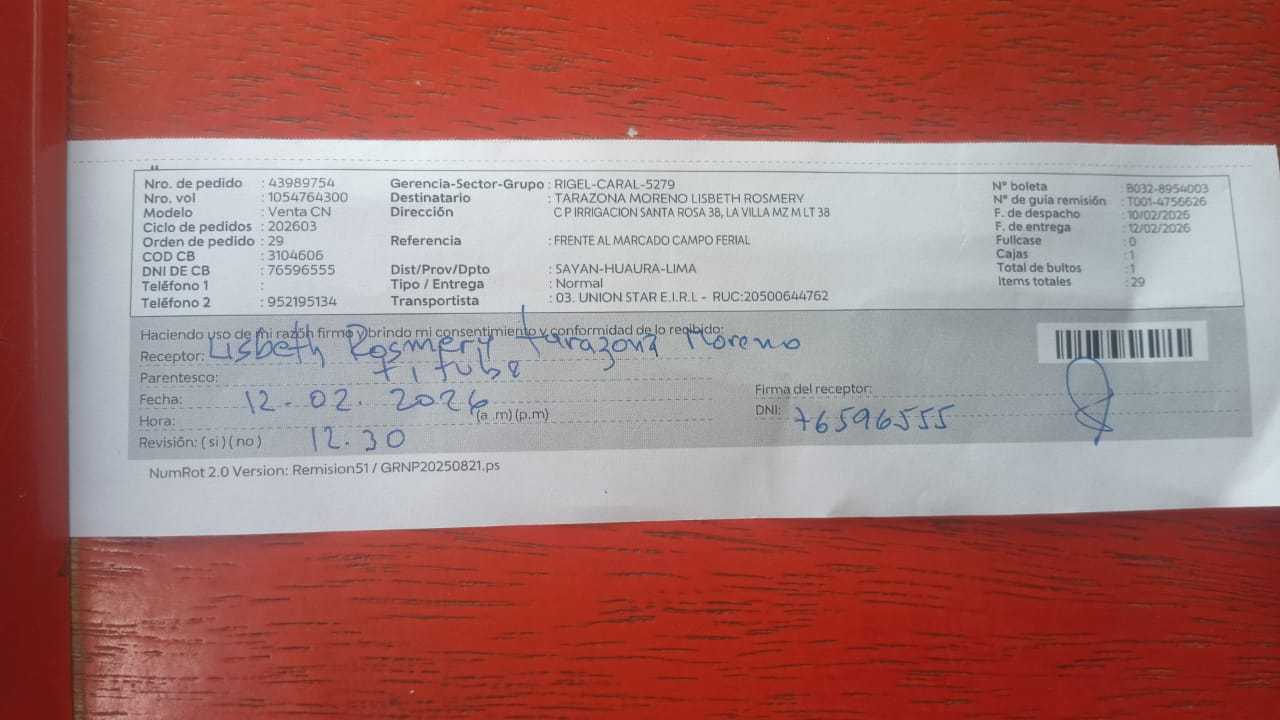 Nro. de pedido : 43989754 Gerencia-Sector-Grupo : RIGEL-CARAL-5279 N° boleta : B032-8954003
Nro. vol : 1054764300 Destinatario : TARAZONA MORENO LISBETH ROSMERY N° de guía remisión : T001-4756626
Modelo : Venta CN Dirección C P IRRIGACION SANTA ROSA 38, LA VILLA MZ M LT 38 F. de despacho : 10/02/2026
Ciclo de pedidos : 202603 F. de entrega : 12/02/2026
Orden de pedido : 29 Referencia : FRENTE AL MARCADO CAMPO FERIAL Fullcase : 0
COD CB : 3104606 Cajas : 1
DNI DE CB : 76596555 Dist/Prov/Dpto : SAYAN-HUAURA-LIMA Total de bultos : 1
Teléfono 1 : Tipo / Entrega : Normal Items totales : 29
Teléfono 2 : 952195134 Transportista : 03. UNION STAR E.I.R.L - RUC:20500644762
Haciendo uso de mi razón firmo y brindo mi consentimiento y conformidad de lo recibido:
Receptor: Lisbeth Rosmery tarazona Moreno
Parentesco: titube
Fecha: 12.02.2026
Hora: (a .m) (p.m)
Revisión: ( si ) ( no ) 12.30
Firma del receptor:
DNI: 76596555
NumRot 2.0 Version: Remision51 / GRNP20250821.ps